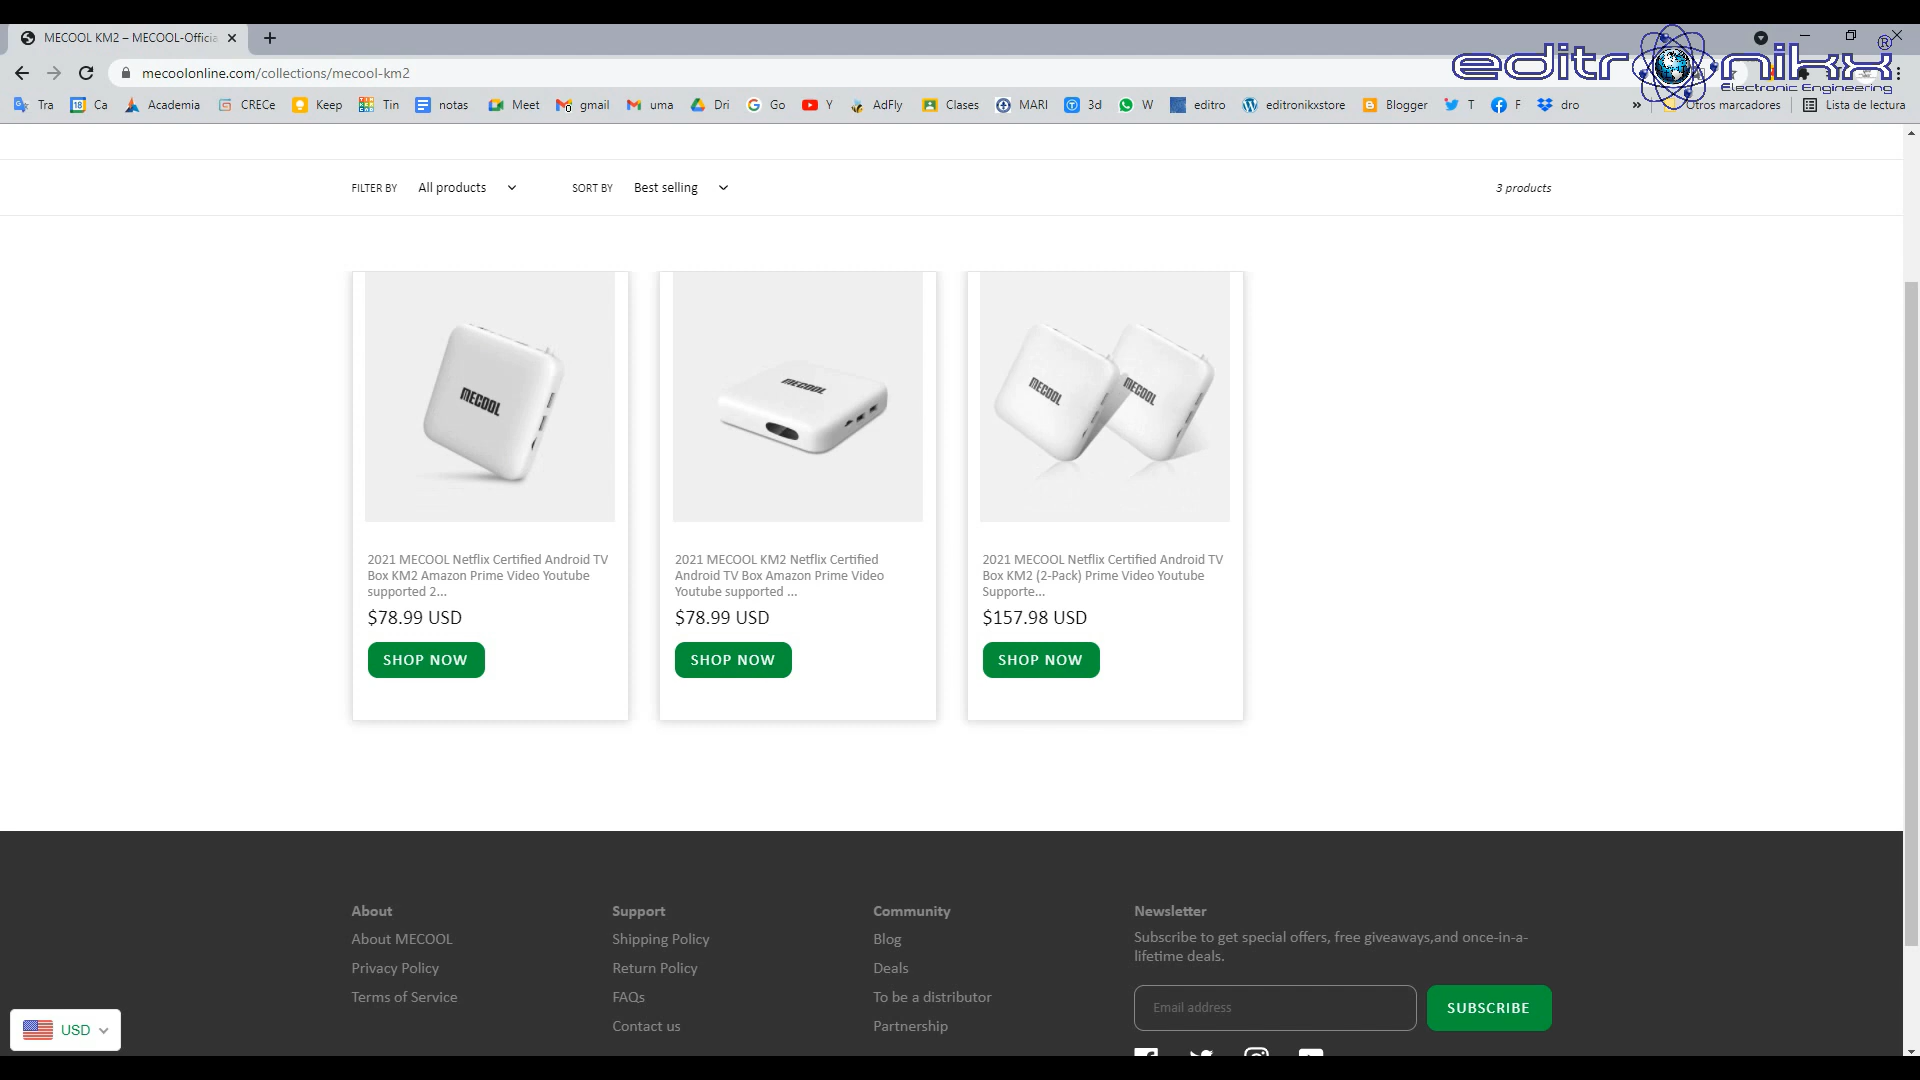 MECOOL KM2 – MECOOL-Officia
editronikx ®
mecoolonline.com/collections/mecool-km2
Electronic Engineering
Tra Ca Academia CRECe Keep Tin notas Meet gmail uma Dri Go Y AdFly Clases MARI 3d W editro editronikxstore Blogger T F dro » Otros marcadores Lista de lectura
FILTER BY All products SORT BY Best selling 3 products
MECOOL
MECOOL
MECOOL MECOOL
2021 MECOOL Netflix Certified Android TV
Box KM2 Amazon Prime Video Youtube
supported 2...
$78.99 USD
SHOP NOW
2021 MECOOL KM2 Netflix Certified
Android TV Box Amazon Prime Video
Youtube supported ...
$78.99 USD
SHOP NOW
2021 MECOOL Netflix Certified Android TV
Box KM2 (2-Pack) Prime Video Youtube
Supporte...
$157.98 USD
SHOP NOW
About
About MECOOL
Privacy Policy
Terms of Service
Support
Shipping Policy
Return Policy
FAQs
Contact us
Community
Blog
Deals
To be a distributor
Partnership
Newsletter
Subscribe to get special offers, free giveaways,and once-in-a-
lifetime deals.
Email address SUBSCRIBE
USD